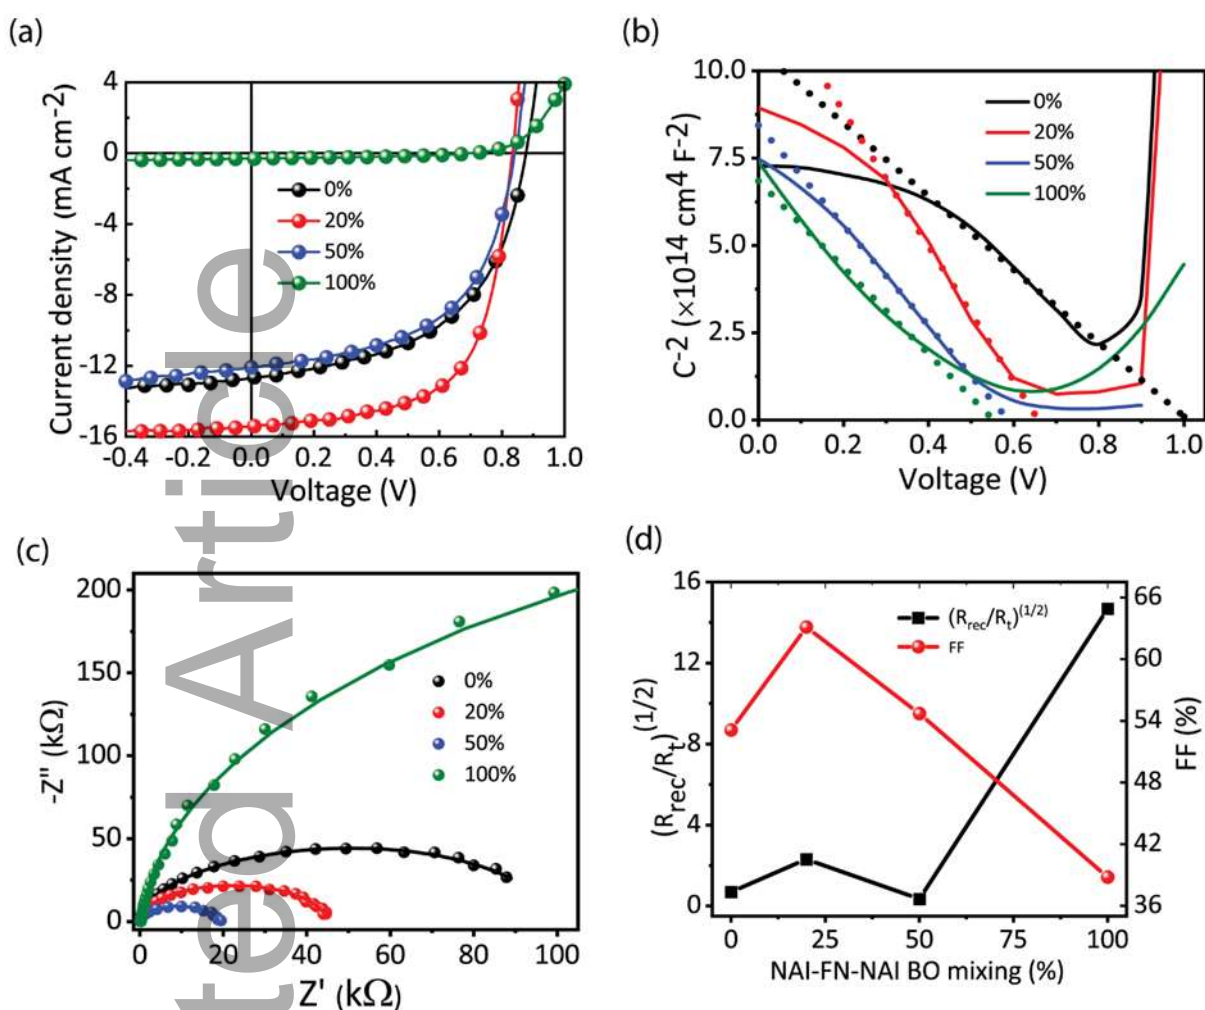 (a)
Current density (mA cm⁻²)
4
0
-4
-8
-12
-16
0%
20%
50%
100%
-0.4 -0.2 0.0 0.2 0.4 0.6 0.8 1.0
Voltage (V)
(b)
C⁻² (×10¹⁴ cm4 F⁻²)
10.0
7.5
5.0
2.5
0.0
0%
20%
50%
100%
0.0 0.2 0.4 0.6 0.8 1.0
Voltage (V)
(c)
-Z" (kΩ)
200
150
100
50
0
0%
20%
50%
100%
0 20 40 60 80 100
Z' (kΩ)
(d)
(Rrec/Rt)(1/2)
16
12
8
4
0
(Rrec/Rt)(1/2)
FF
66
60
54
48
42
36
FF (%)
0 25 50 75 100
NAI-FN-NAI BO mixing (%)
ted Article